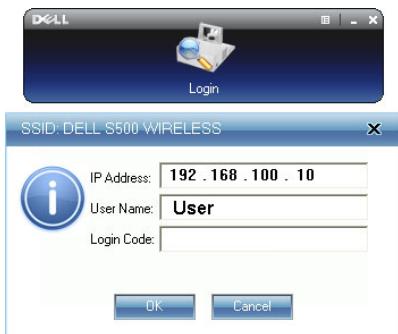 DELL
Login
SSID: DELL S500 WIRELESS
IP Address: 192 . 168 . 100 . 10
User Name: User
Login Code:
OK Cancel